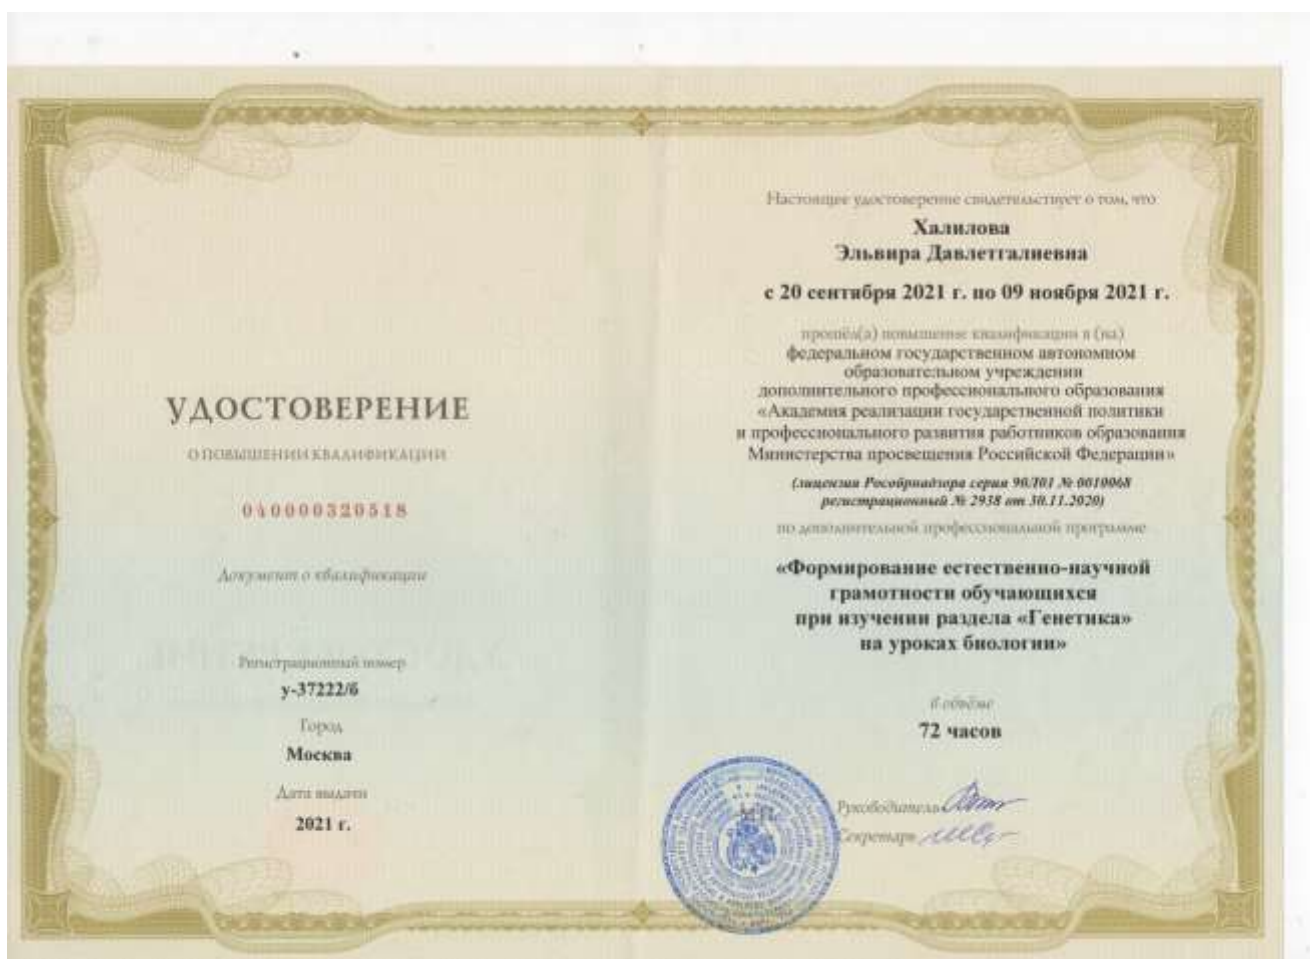 УДОСТОВЕРЕНИЕ
О ПОВЫШЕНИИ КВАЛИФИКАЦИИ
040000320518
Документ о квалификации
Регистрационный номер
у-37222/б
Город
Москва
Дата выдачи
2021 г.
Настоящее удостоверение свидетельствует о том, что
Халилова
Эльвира Давлетгалиевна
с 20 сентября 2021 г. по 09 ноября 2021 г.
прошёл(а) повышение квалификации в (на)
федеральном государственном автономном
образовательном учреждении
дополнительного профессионального образования
«Академия реализации государственной политики
и профессионального развития работников образования
Министерства просвещения Российской Федерации»
(лицензия Рособрнадзора серия 90Л01 № 0010068
регистрационный № 2938 от 30.11.2020)
по дополнительной профессиональной программе
«Формирование естественно-научной
грамотности обучающихся
при изучении раздела «Генетика»
на уроках биологии»
в объёме
72 часов
М.П.
Руководитель
Секретарь